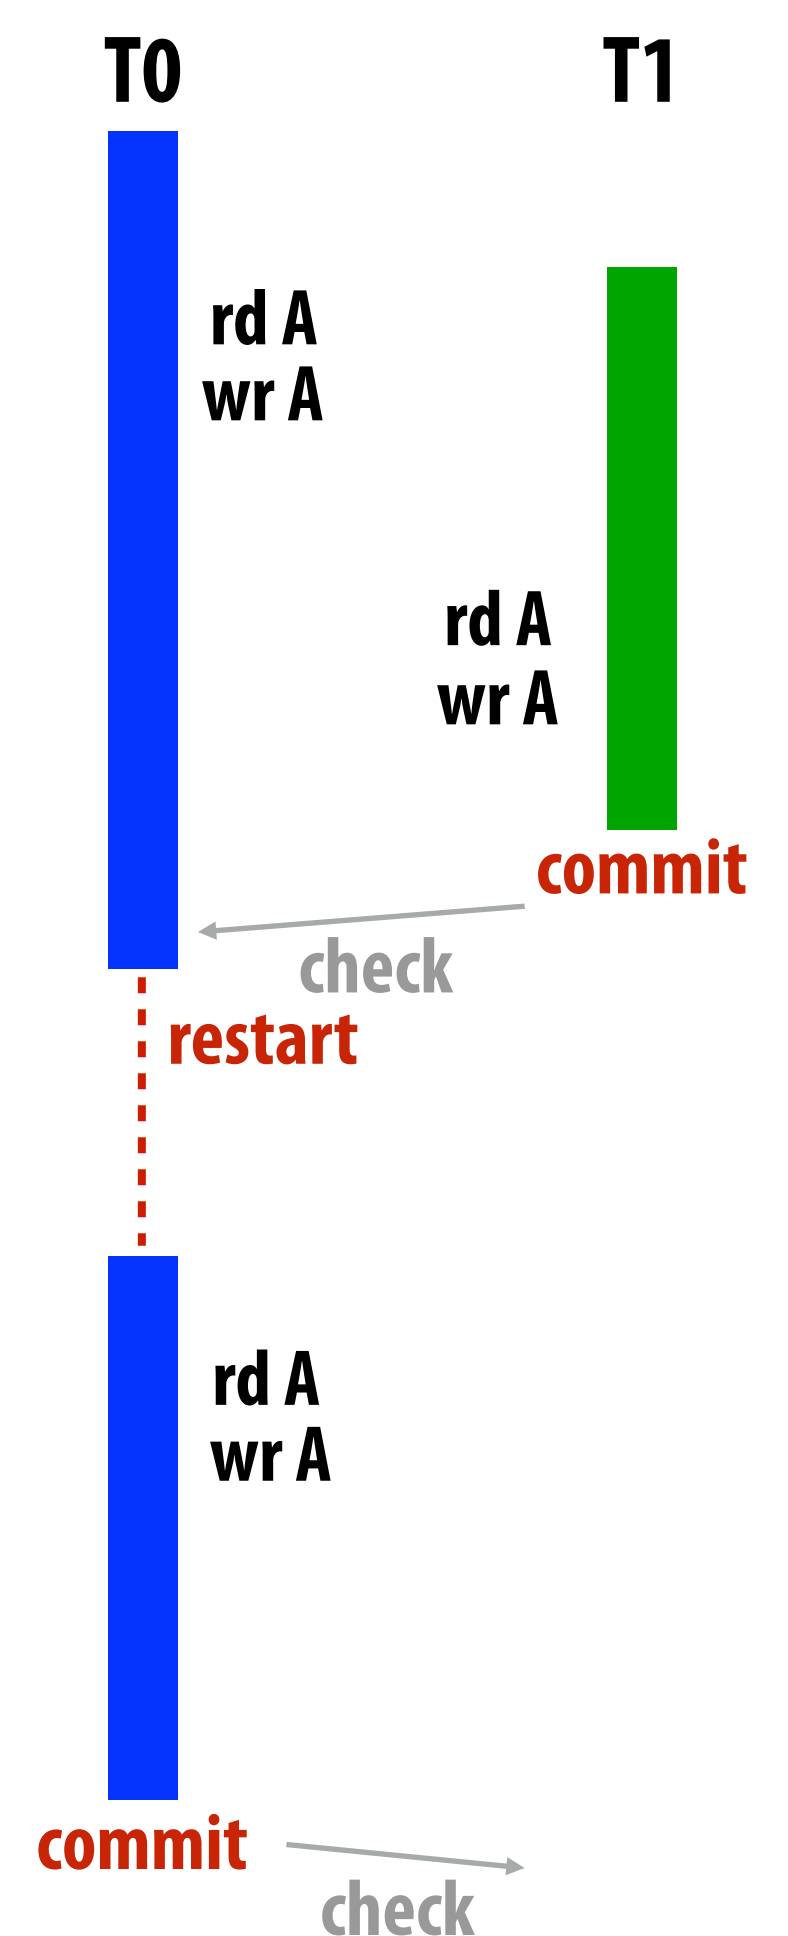 T0
T1
rd A
wr A
rd A
wr A
commit
check
restart
rd A
wr A
commit
check